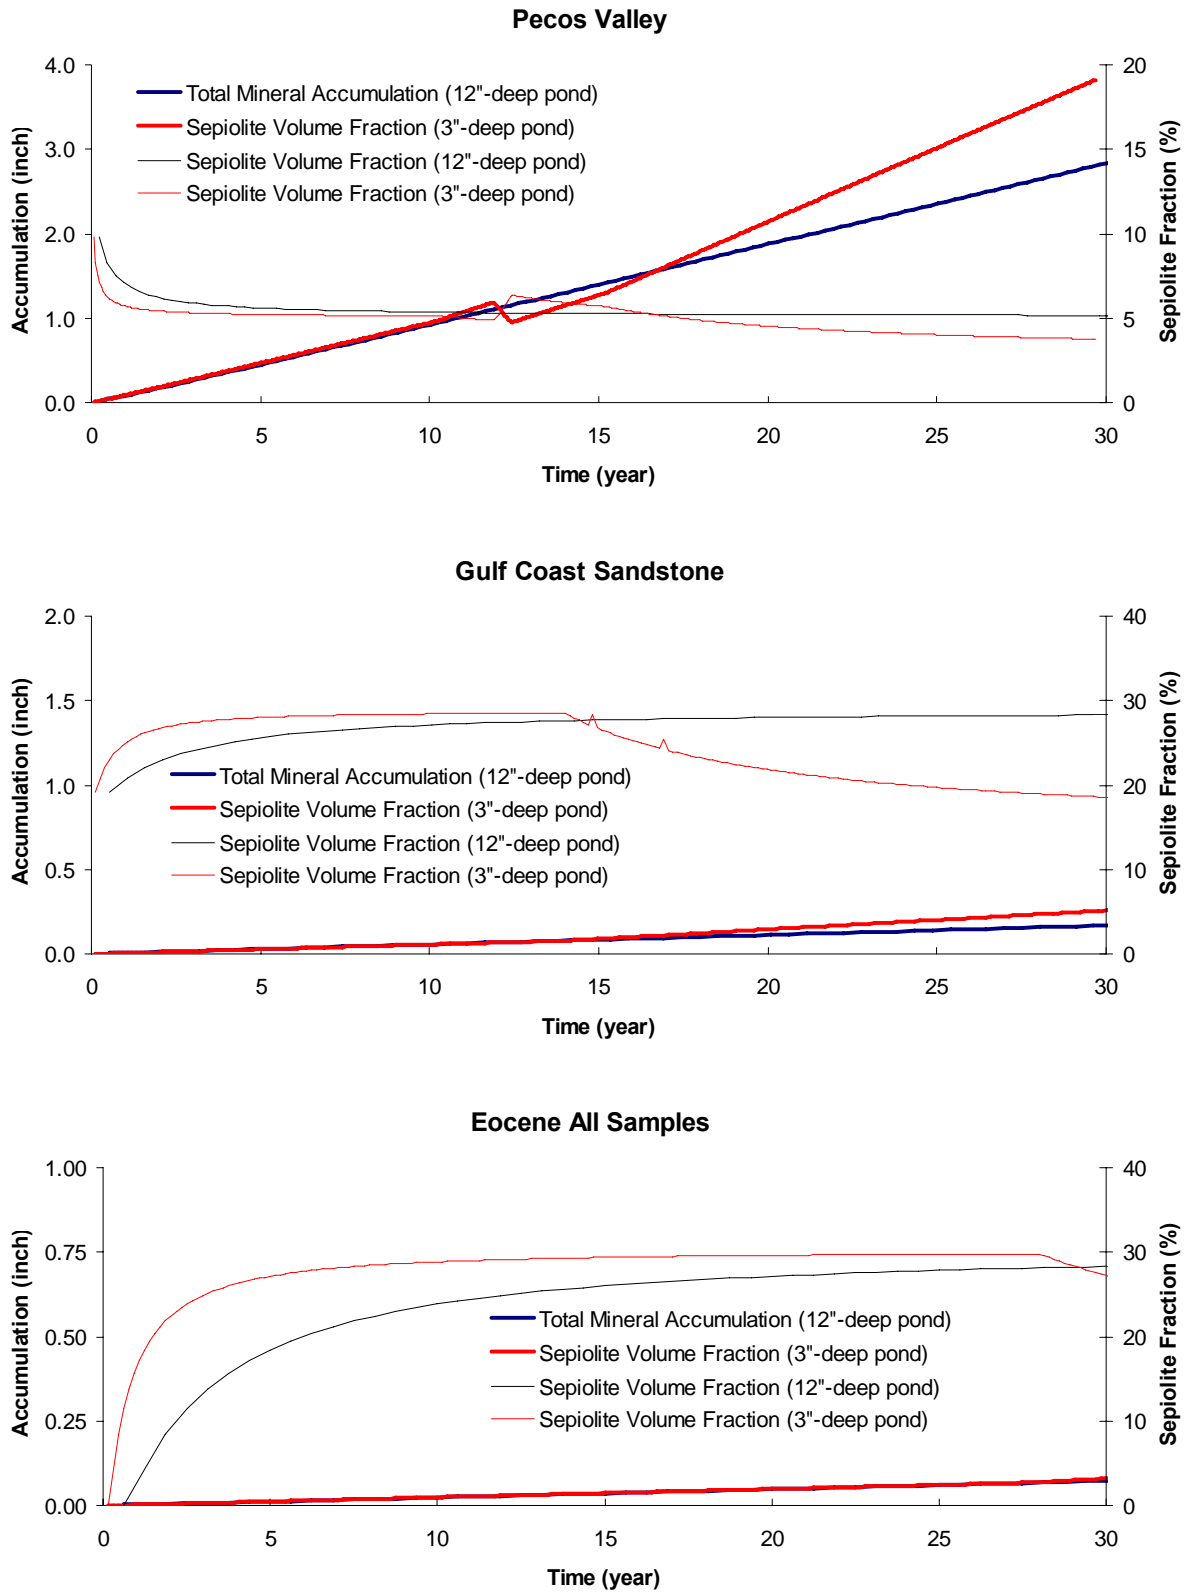 Pecos Valley
4.0
3.0
2.0
1.0
0.0
Accumulation (inch)
Total Mineral Accumulation (12"-deep pond)
Sepiolite Volume Fraction (3"-deep pond)
Sepiolite Volume Fraction (12"-deep pond)
Sepiolite Volume Fraction (3"-deep pond)
20
15
10
5
0
Sepiolite Fraction (%)
0 5 10 15 20 25 30
Time (year)
Gulf Coast Sandstone
2.0
1.5
1.0
0.5
0.0
Accumulation (inch)
Total Mineral Accumulation (12"-deep pond)
Sepiolite Volume Fraction (3"-deep pond)
Sepiolite Volume Fraction (12"-deep pond)
Sepiolite Volume Fraction (3"-deep pond)
40
30
20
10
0
Sepiolite Fraction (%)
0 5 10 15 20 25 30
Time (year)
Eocene All Samples
1.00
0.75
0.50
0.25
0.00
Accumulation (inch)
Total Mineral Accumulation (12"-deep pond)
Sepiolite Volume Fraction (3"-deep pond)
Sepiolite Volume Fraction (12"-deep pond)
Sepiolite Volume Fraction (3"-deep pond)
40
30
20
10
0
Sepiolite Fraction (%)
0 5 10 15 20 25 30
Time (year)